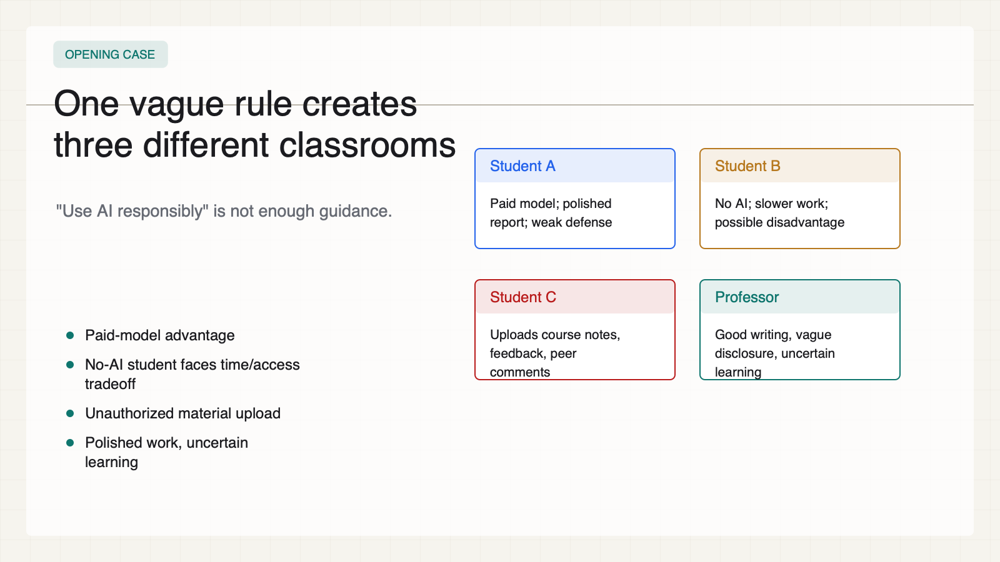 OPENING CASE
One vague rule creates
three different classrooms
"Use AI responsibly" is not enough guidance.
Paid-model advantage
No-AI student faces time/access
tradeoff
Unauthorized material upload
Polished work, uncertain
learning
Student A
Paid model; polished
report; weak defense
Student B
No AI; slower work;
possible disadvantage
Student C
Uploads course notes,
feedback, peer
comments
Professor
Good writing, vague
disclosure, uncertain
learning